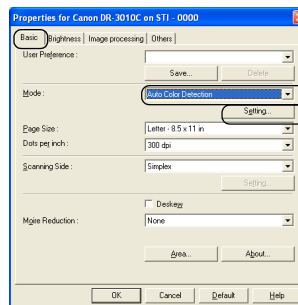 Properties for Canon DR-3010C on STI - 0000
Basic Brightness Image processing Others
User Preference :
Save... Delete
Mode : Auto Color Detection
Setting...
Page Size : Letter - 8.5 x 11 in
Dots per inch : 300 dpi
Scanning Side : Simplex
Setting...
Deskew
Moire Reduction : None
Area... About...
OK Cancel Default Help